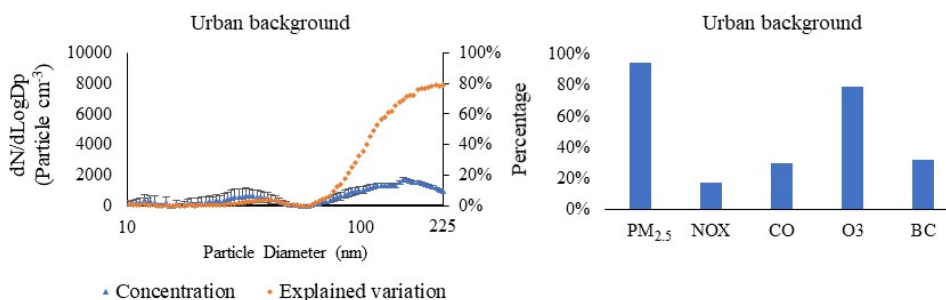 Urban background
dN/dLogDp
(Particle cm-3)
10000
8000
6000
4000
2000
0
100%
80%
60%
40%
20%
0%
10
100
225
Particle Diameter (nm)
Concentration
Explained variation
Urban background
Percentage
100%
80%
60%
40%
20%
0%
PM2.5
NOX
CO
O3
BC